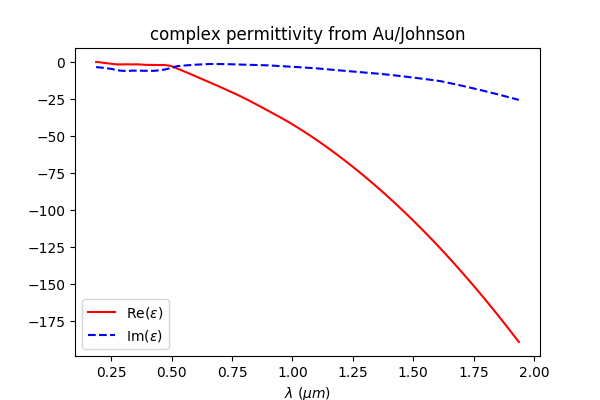 complex permittivity from Au/Johnson
0
−25
−50
−75
−100
−125
−150
−175
Re(ε)
Im(ε)
0.25 0.50 0.75 1.00 1.25 1.50 1.75 2.00
λ (μm)